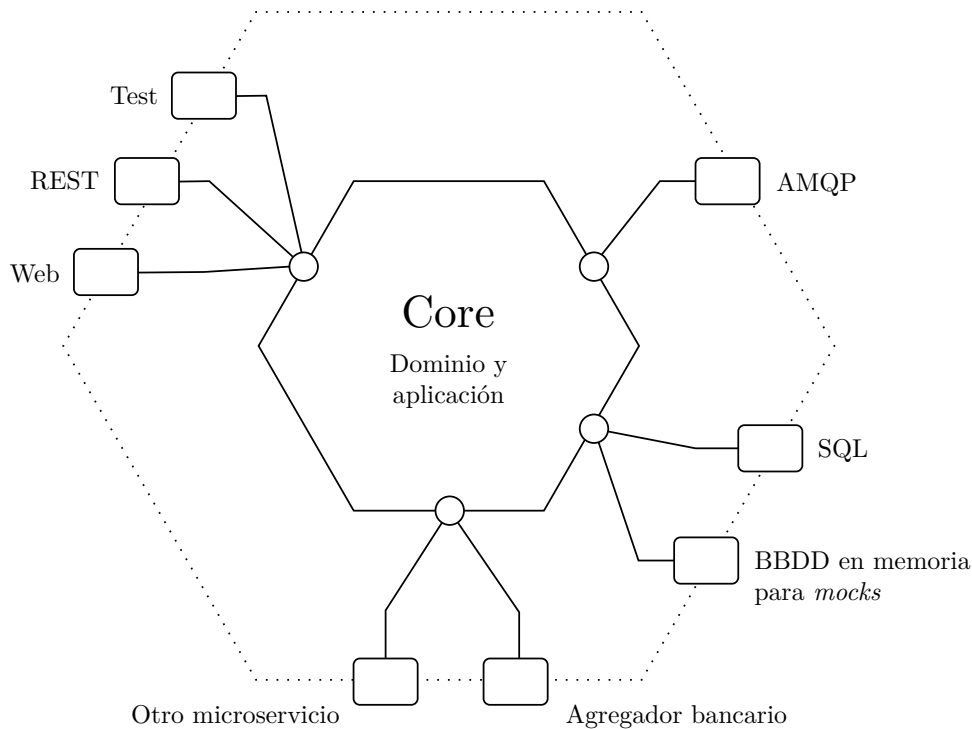 Test
REST
AMQP
Web
Core
Dominio y
aplicación
SQL
BBDD en memoria
para mocks
Otro microservicio
Agregador bancario